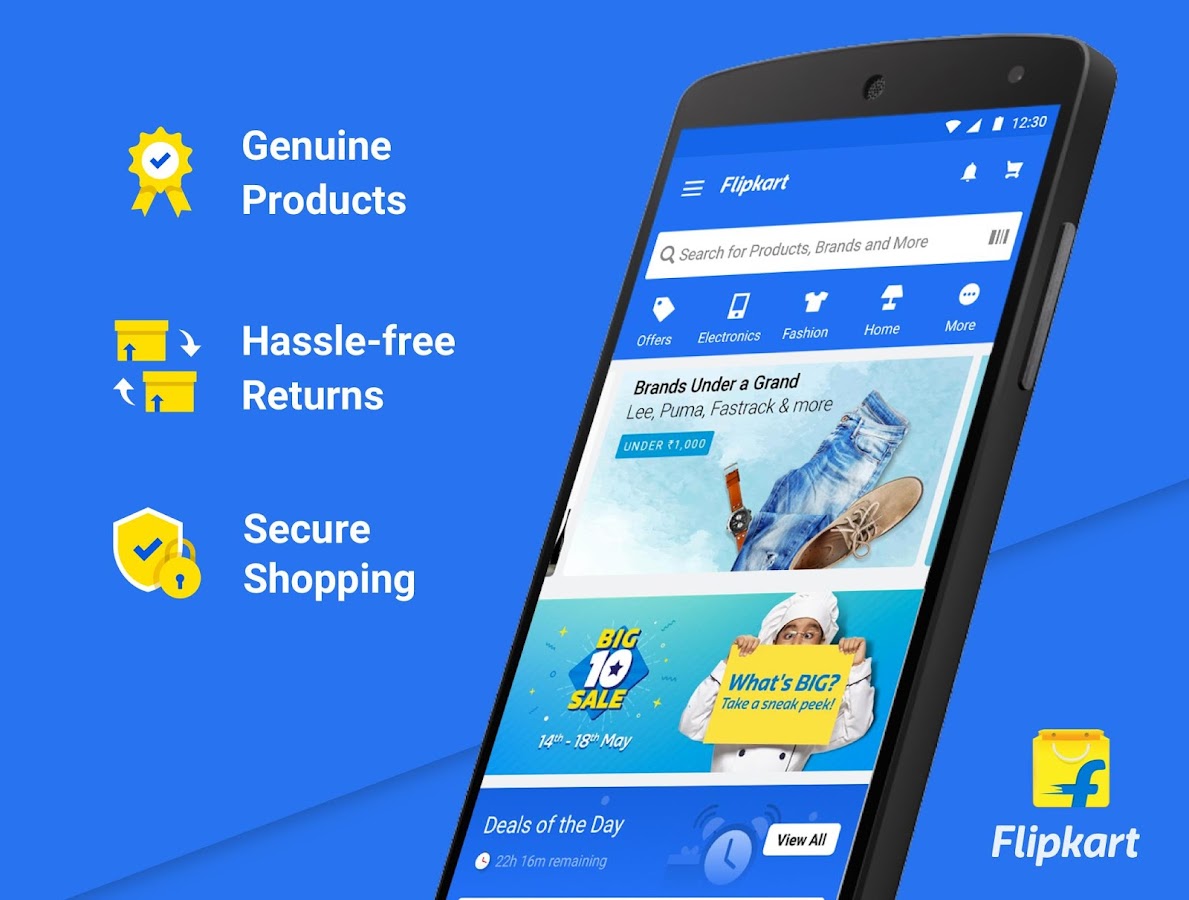 Genuine
Products
Hassle-free
Returns
Secure
Shopping
12:30
Flipkart
Search for Products, Brands and More
Offers
Electronics
Fashion
Home
More
Brands Under a Grand
Lee, Puma, Fastrack & more
UNDER ₹1,000
BIG
10
SALE
14th - 18th May
What's BIG?
Take a sneak peek!
Deals of the Day
22h 16m remaining
View All
f
Flipkart